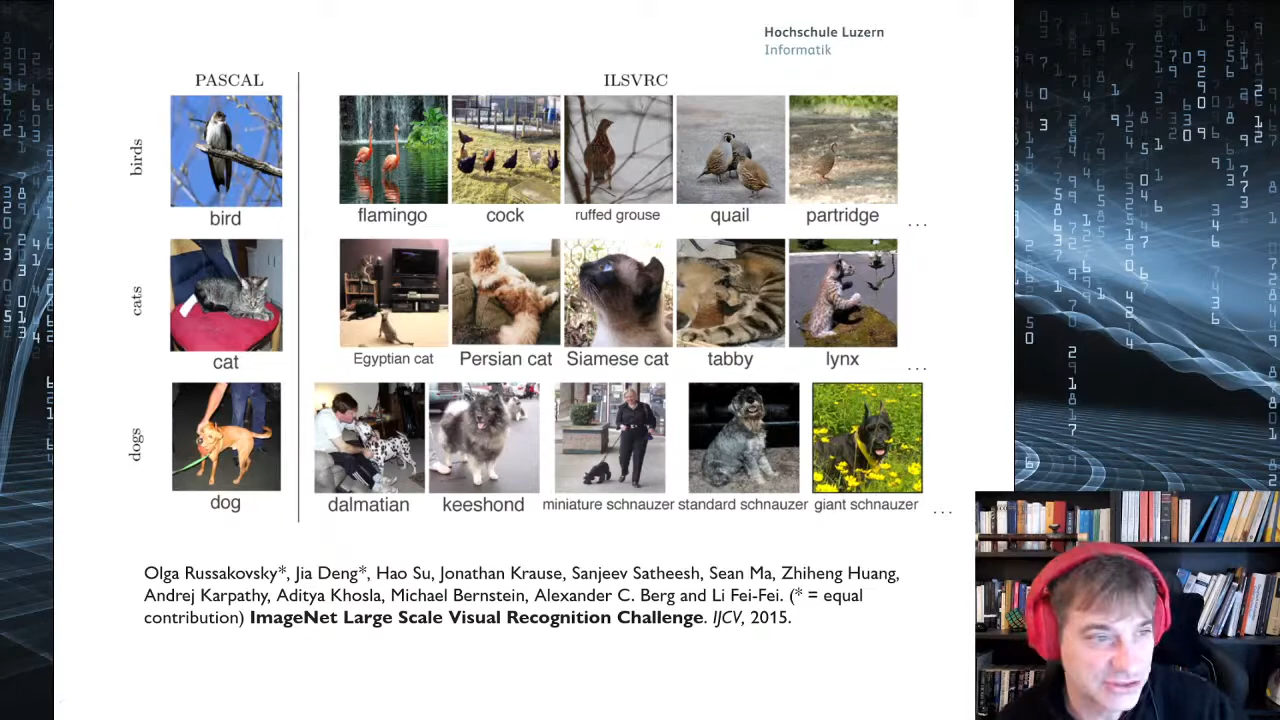 Hochschule Luzern
Informatik
PASCAL
ILSVRC
birds
bird
flamingo
cock
ruffed grouse
quail
partridge
...
cats
cat
Egyptian cat
Persian cat
Siamese cat
tabby
lynx
...
dogs
dog
dalmatian
keeshond
miniature schnauzer
standard schnauzer
giant schnauzer
...
Olga Russakovsky*, Jia Deng*, Hao Su, Jonathan Krause, Sanjeev Satheesh, Sean Ma, Zhiheng Huang,
Andrej Karpathy, Aditya Khosla, Michael Bernstein, Alexander C. Berg and Li Fei-Fei. (* = equal
contribution) ImageNet Large Scale Visual Recognition Challenge. IJCV, 2015.